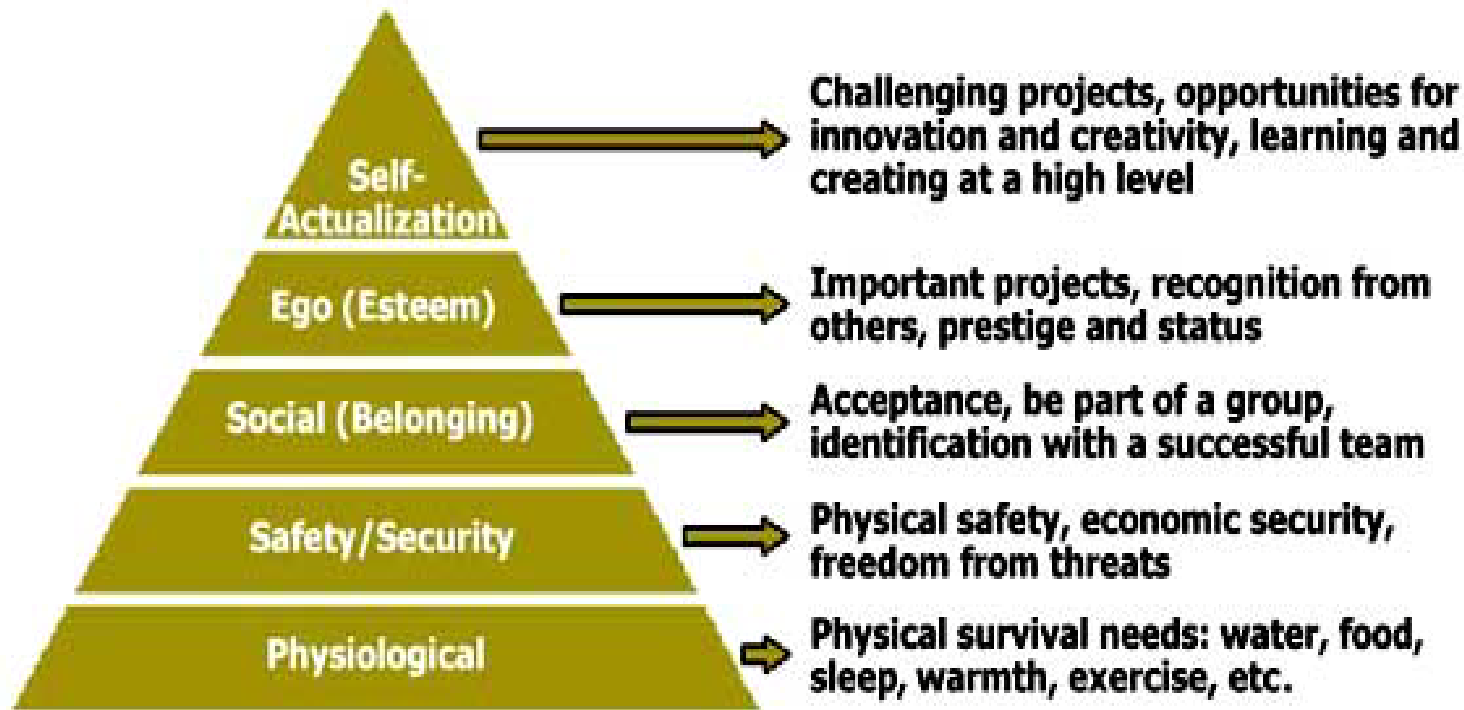 Self-
Actualization
Challenging projects, opportunities for
innovation and creativity, learning and
creating at a high level
Ego (Esteem)
Important projects, recognition from
others, prestige and status
Social (Belonging)
Acceptance, be part of a group,
identification with a successful team
Safety/Security
Physical safety, economic security,
freedom from threats
Physiological
Physical survival needs: water, food,
sleep, warmth, exercise, etc.